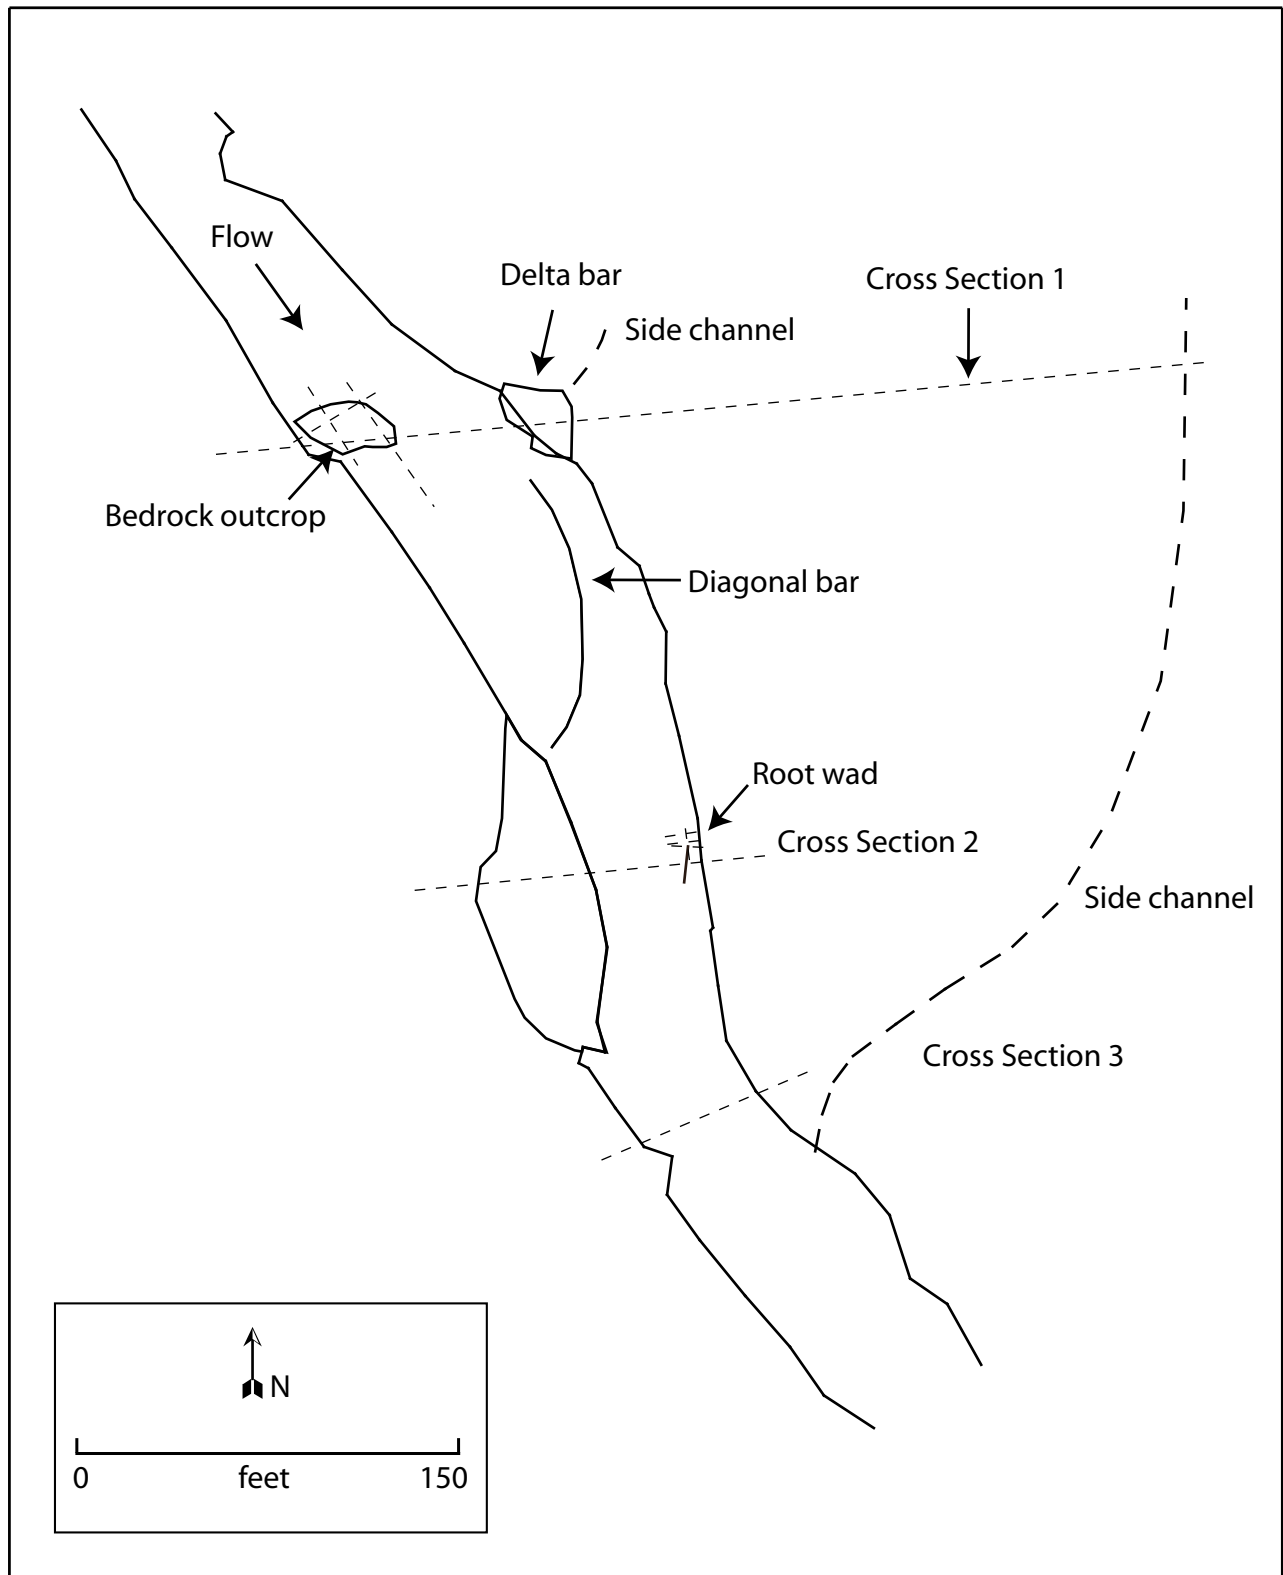 Flow
Delta bar
Cross Section 1
Side channel
Bedrock outcrop
Diagonal bar
Root wad
Cross Section 2
Side channel
Cross Section 3
N
0 feet 150